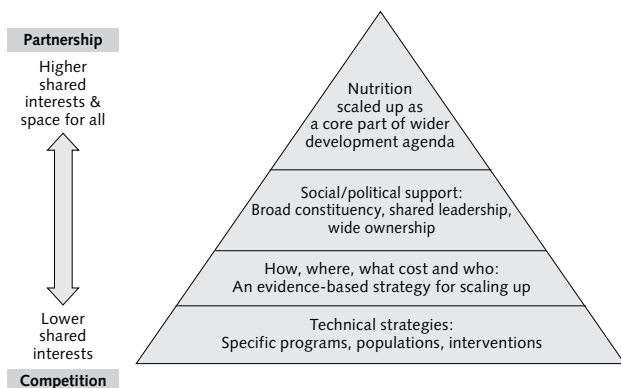 Partnership
Higher
shared
interests &
space for all
Lower
shared
interests
Competition
Nutrition
scaled up as
a core part of wider
development agenda
Social/political support:
Broad constituency, shared leadership,
wide ownership
How, where, what cost and who:
An evidence-based strategy for scaling up
Technical strategies:
Specific programs, populations, interventions